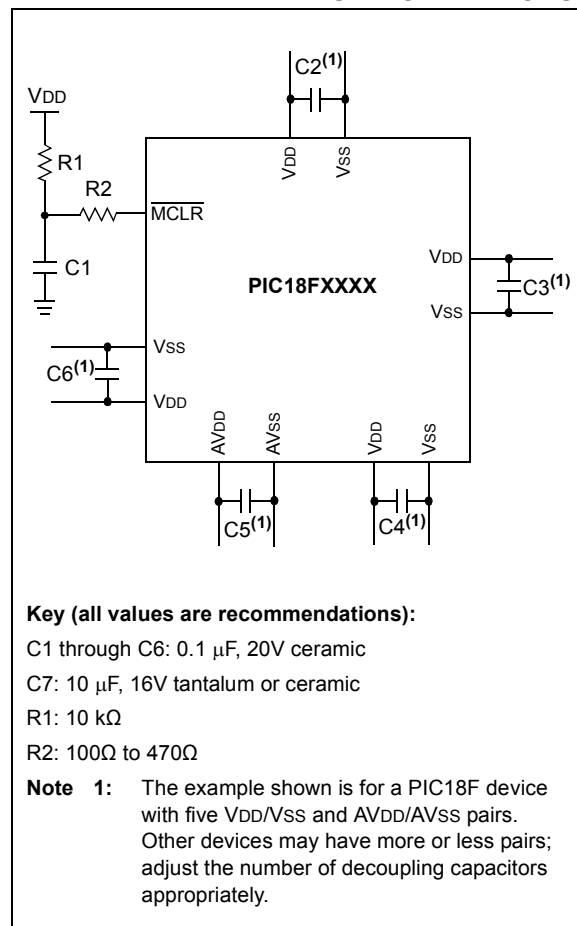 C2(1)
VDD
R1
R2
VDD
VSS
MCLR
C1
PIC18FXXXX
VDD
C3(1)
VSS
VSS
C6(1)
VDD
AVDD
AVSS
VDD
VSS
C5(1)
C4(1)
Key (all values are recommendations):
C1 through C6: 0.1 μF, 20V ceramic
C7: 10 μF, 16V tantalum or ceramic
R1: 10 kΩ
R2: 100Ω to 470Ω
Note 1: The example shown is for a PIC18F device
with five VDD/VSS and AVDD/AVSS pairs.
Other devices may have more or less pairs;
adjust the number of decoupling capacitors
appropriately.